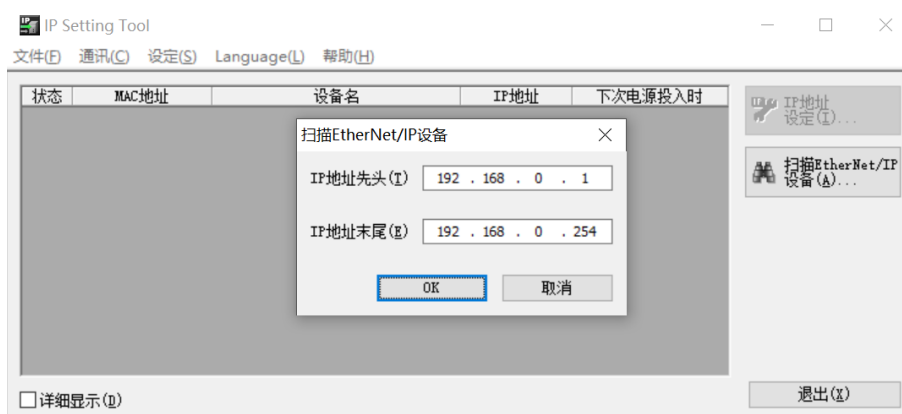 IP Setting Tool
文件(F) 通讯(C) 设定(S) Language(L) 帮助(H)
状态 MAC地址 设备名 IP地址 下次电源投入时
IP地址
设定(I)...
扫描EtherNet/IP
设备(A)...
扫描EtherNet/IP设备
IP地址先头(T) 192 . 168 . 0 . 1
IP地址末尾(E) 192 . 168 . 0 . 254
OK 取消
详细显示(D)
退出(X)